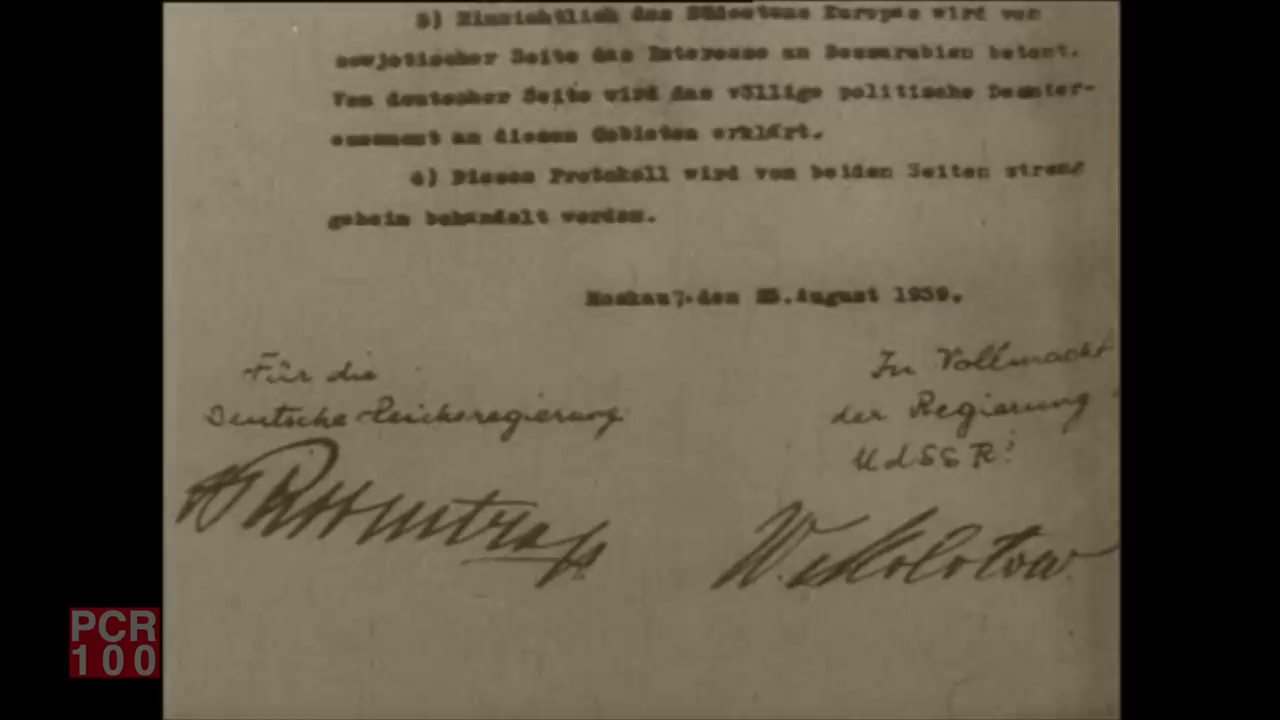 3) Hinsichtlich des Südostens Europas wird von
sowjetischer Seite das Interesse an Bessarabien betont.
Von deutscher Seite wird das völlige politische Desinter-
essement an diesen Gebieten erklärt.
4) Dieses Protokoll wird von beiden Seiten streng
geheim behandelt werden.
Moskau, den 23.August 1939.
Für die
Deutsche Reichsregierung
In Vollmacht
der Regierung
UdSSR:
Ribbentrop
W. Molotow
PCR
100